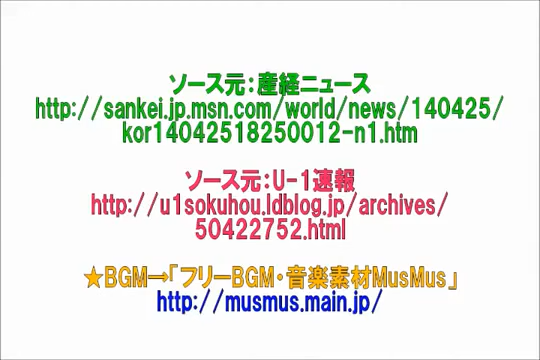 ソース元：産経ニュース
http://sankei.jp.msn.com/world/news/140425/
kor14042518250012-n1.htm
ソース元：U-1速報
http://u1sokuhou.ldblog.jp/archives/
50422752.html
★BGM→「フリーBGM・音楽素材MusMus」
http://musmus.main.jp/